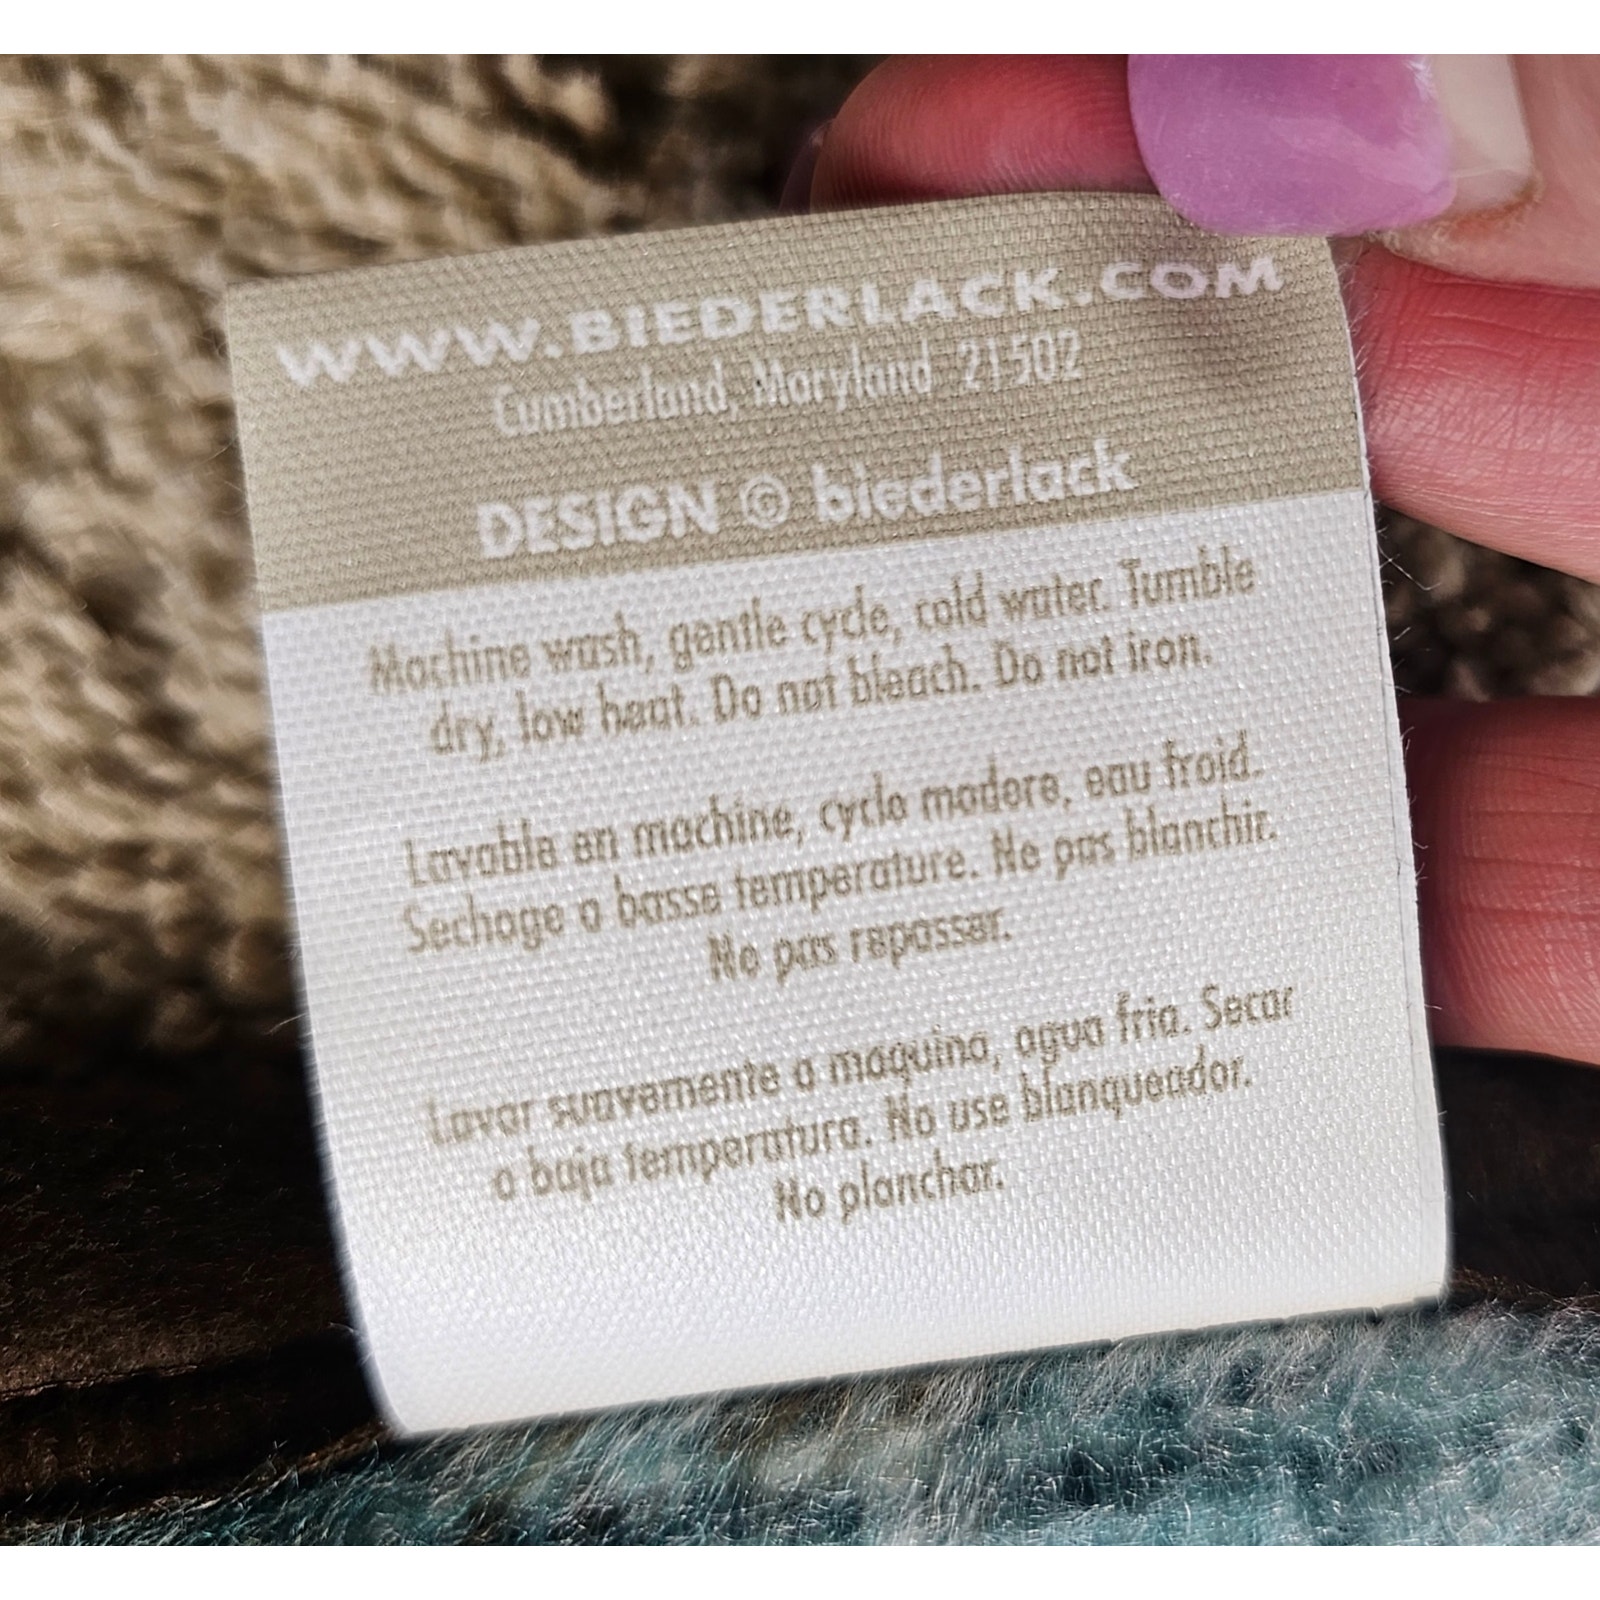 WWW.BIEDERLACK.COM
Cumberland, Maryland 21502
DESIGN © biederlack
Machine wash, gentle cycle, cold water. Tumble
dry, low heat. Do not bleach. Do not iron.
Lavable en machine, cycle modere, eau froid.
Sechage a basse temperature. Ne pas blanchir.
Ne pas repasser.
Lavar suavemente a maquina, agua fria. Secar
a baja temperatura. No use blanqueador.
No planchar.